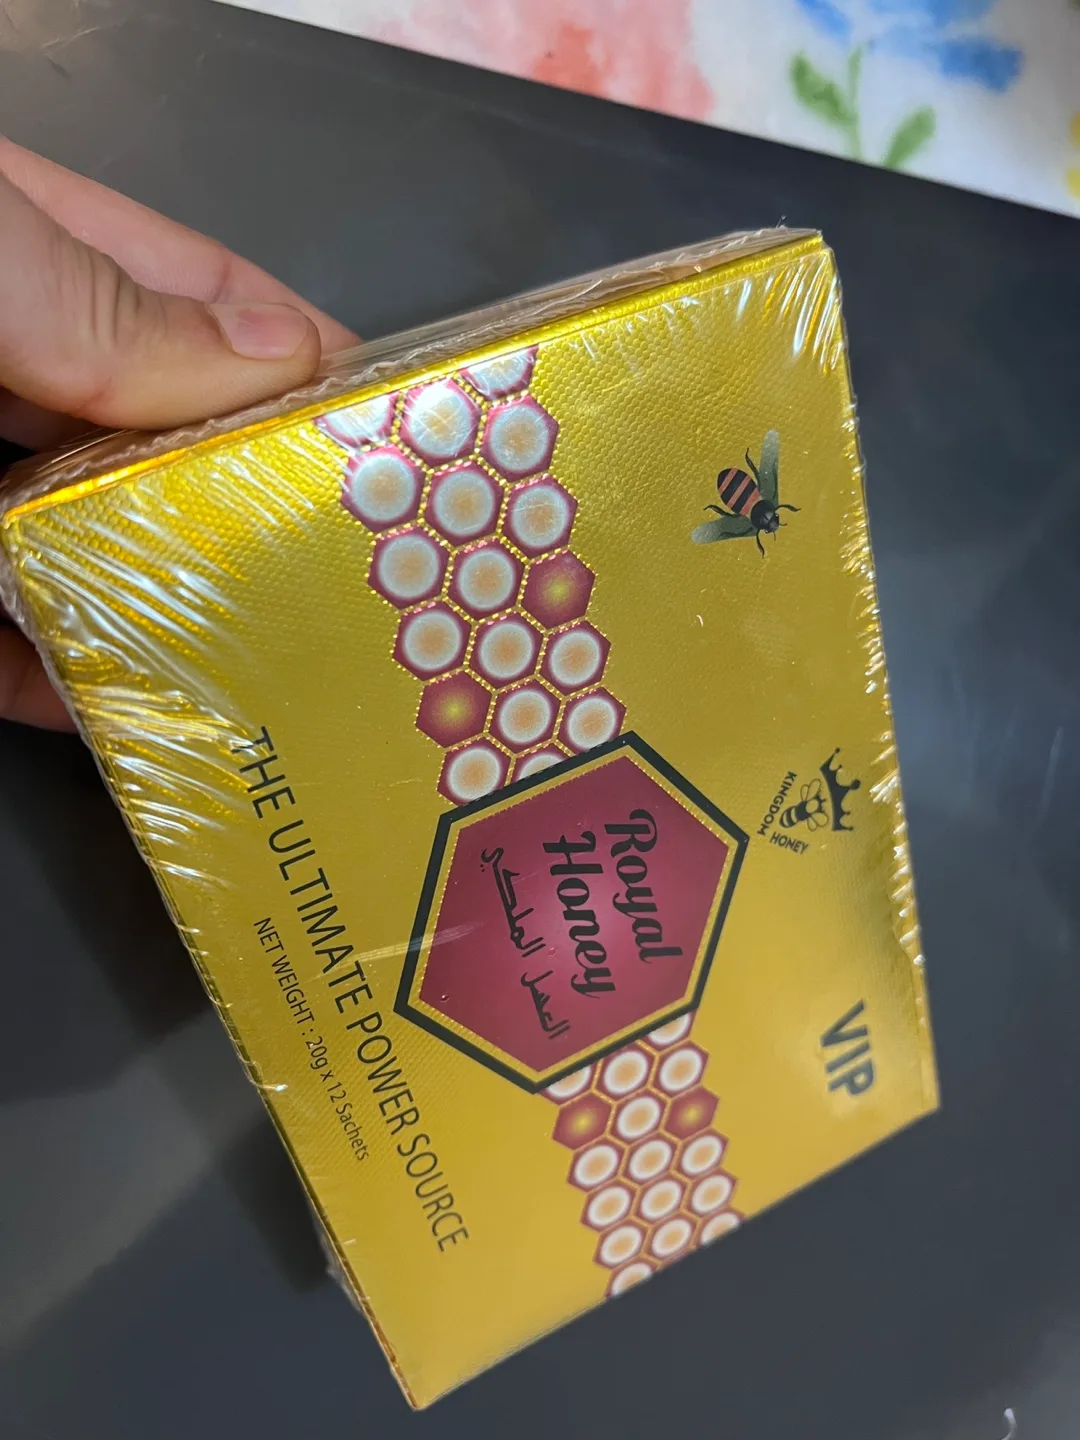 KINGDOM HONEY
VIP
Royal
Honey
العسل الملكي
THE ULTIMATE POWER SOURCE
NET WEIGHT : 20g x 12 Sachets